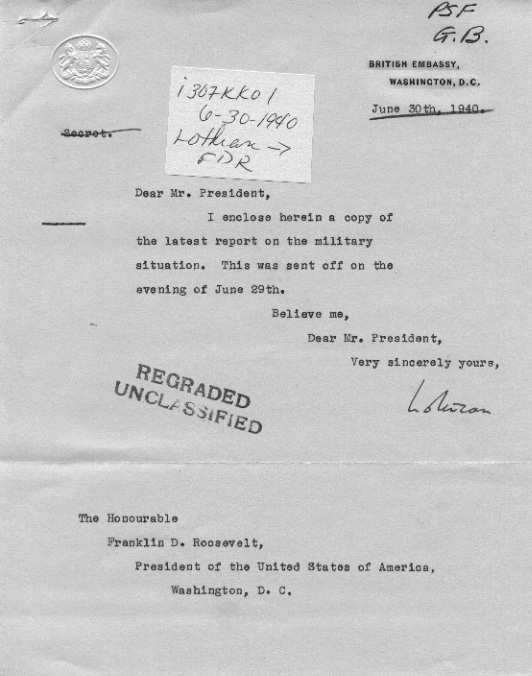 PSF
G.B.
BRITISH EMBASSY,
WASHINGTON, D.C.
June 30th, 1940.
i307KK01
6-30-1940
Lothian →
FDR
Secret.
Dear Mr. President,
I enclose herein a copy of
the latest report on the military
situation. This was sent off on the
evening of June 29th.
Believe me,
Dear Mr. President,
Very sincerely yours,
Lothian
REGRADED
UNCLASSIFIED
The Honourable
Franklin D. Roosevelt,
President of the United States of America,
Washington, D. C.